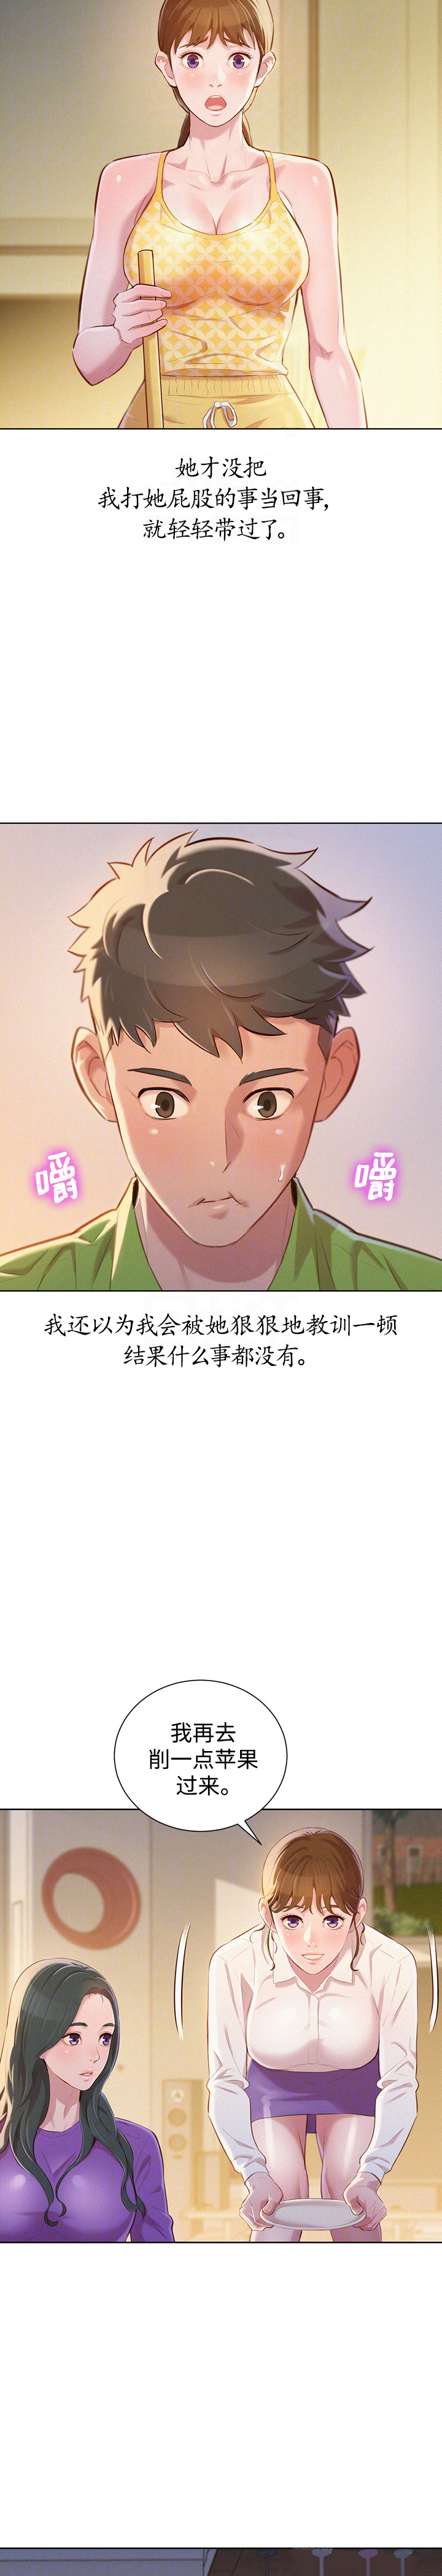 她才没把
我打她屁股的事当回事,
就轻轻带过了。
嚼
嚼
我还以为我会被她狠狠地教训一顿
结果什么事都没有。
我再去
削一点苹果
过来。